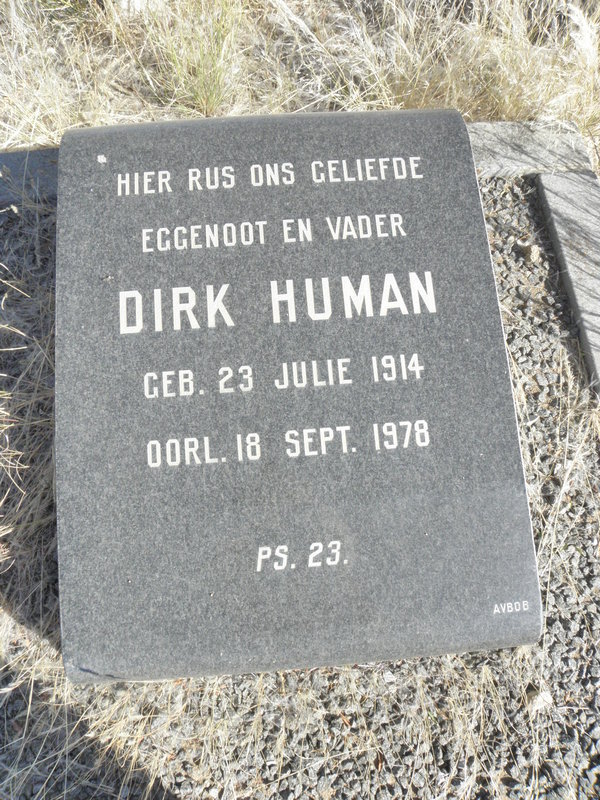 HIER RUS ONS GELIEFDE
EGGENOOT EN VADER
DIRK HUMAN
GEB. 23 JULIE 1914
OORL. 18 SEPT. 1978
PS. 23.
AVBOB